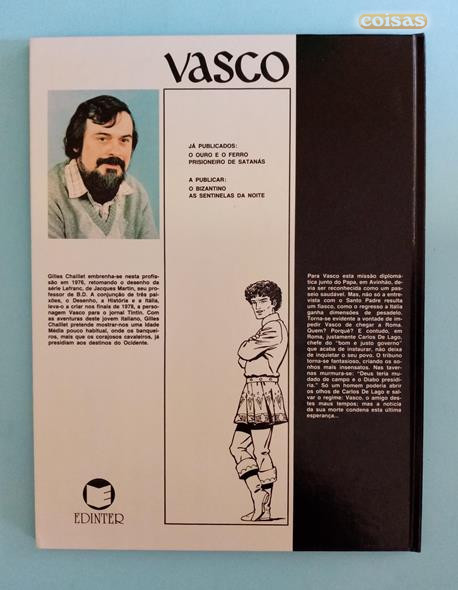 eoisas
VASCO
JÁ PUBLICADOS:
O OURO E O FERRO
PRISIONEIRO DE SATANÁS
A PUBLICAR:
O BIZANTINO
AS SENTINELAS DA NOITE
Gilles Chaillet embrenha-se nesta profis-
são em 1976, retomando o desenho da
série Lefranc, de Jacques Martin, seu pro-
fessor de B.D. A conjunção de três pai-
xões, o Desenho, a História e a Itália,
leva-o a criar nos finais de 1978, a perso-
nagem Vasco para o jornal Tintin. Com
as aventuras deste jovem italiano, Gilles
Chaillet pretende mostrar-nos uma Idade
Média pouco habitual, onde os banquei-
ros, mais que os corajosos cavaleiros, já
presidiam aos destinos do Ocidente.
Para Vasco esta missão diplomá-
tica junto do Papa, em Avinhão, de-
via ser reconhecida como um pas-
seio saudável. Mas, não só a entre-
vista com o Santo Padre resulta
um fiasco, como o regresso a Itália
ganha dimensões de pesadelo.
Torna-se evidente a vontade de im-
pedir Vasco de chegar a Roma.
Quem? Porquê? E contudo, em
Roma, justamente Carlos De Lago,
chefe do "bom e justo governo"
que acaba de instaurar, não deixa
de inquietar o seu povo. O tribuno
torna-se fantasioso, criando os so-
nhos mais insensatos. Nas taver-
nas murmura-se: "Deus teria mu-
dado de campo e o Diabo presidi-
ria." Só um homem poderia abrir
os olhos de Carlos De Lago e sal-
var o regime: Vasco, o amigo des-
tes maus tempos; mas a notícia
da sua morte condena esta última
esperança...
EDINTER